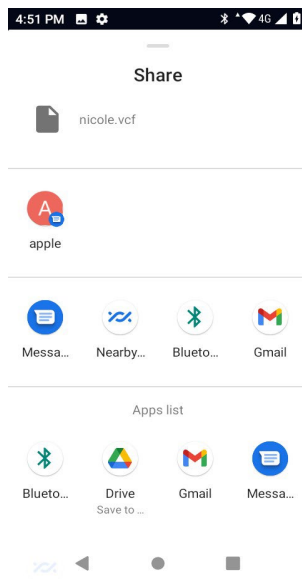 4:51 PM 4G
Share
nicole.vcf
A
apple
Messa... Nearby... Blueto... Gmail
Apps list
Blueto... Drive Gmail Messa...
Save to ...